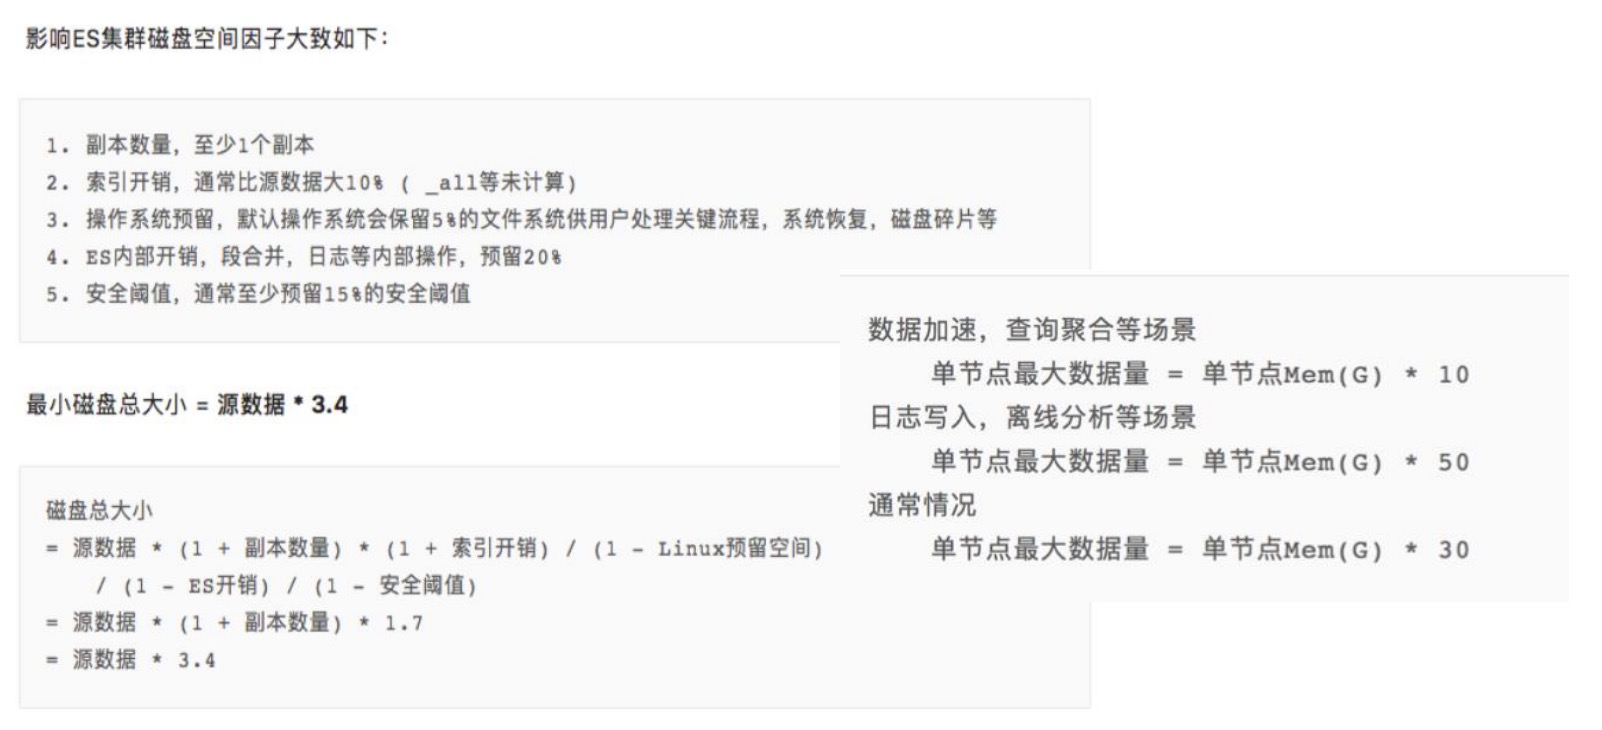 影响ES集群磁盘空间因子大致如下：
1. 副本数量，至少1个副本
2. 索引开销，通常比源数据大10% ( _all等未计算)
3. 操作系统预留，默认操作系统会保留5%的文件系统供用户处理关键流程，系统恢复，磁盘碎片等
4. ES内部开销，段合并，日志等内部操作，预留20%
5. 安全阈值，通常至少预留15%的安全阈值
最小磁盘总大小 = 源数据 * 3.4
磁盘总大小
= 源数据 * (1 + 副本数量) * (1 + 索引开销) / (1 - Linux预留空间)
/ (1 - ES开销) / (1 - 安全阈值)
= 源数据 * (1 + 副本数量) * 1.7
= 源数据 * 3.4
数据加速，查询聚合等场景
单节点最大数据量 = 单节点Mem(G) * 10
日志写入，离线分析等场景
单节点最大数据量 = 单节点Mem(G) * 50
通常情况
单节点最大数据量 = 单节点Mem(G) * 30